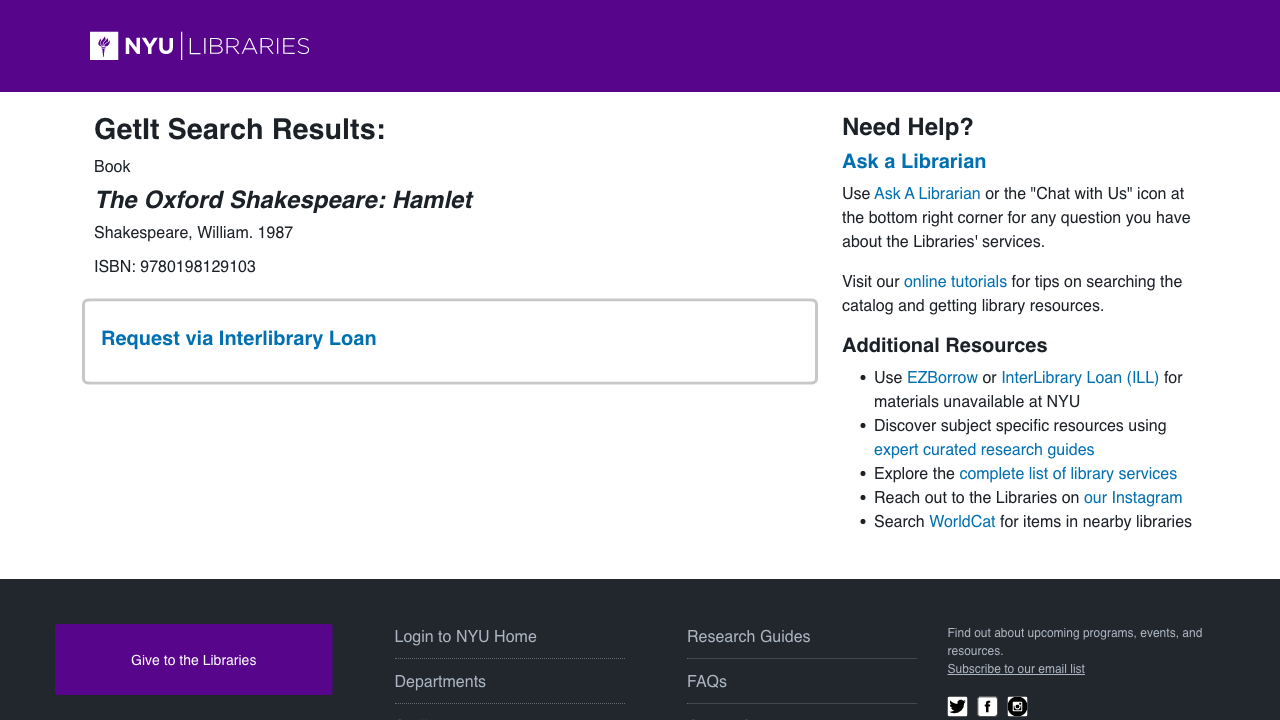 NYU LIBRARIES
GetIt Search Results:
Book
The Oxford Shakespeare: Hamlet
Shakespeare, William. 1987
ISBN: 9780198129103
Request via Interlibrary Loan
Need Help?
Ask a Librarian
Use Ask A Librarian or the "Chat with Us" icon at
the bottom right corner for any question you have
about the Libraries' services.
Visit our online tutorials for tips on searching the
catalog and getting library resources.
Additional Resources
• Use EZBorrow or InterLibrary Loan (ILL) for
materials unavailable at NYU
• Discover subject specific resources using
expert curated research guides
• Explore the complete list of library services
• Reach out to the Libraries on our Instagram
• Search WorldCat for items in nearby libraries
Give to the Libraries
Login to NYU Home
Departments
Research Guides
FAQs
Find out about upcoming programs, events, and
resources.
Subscribe to our email list